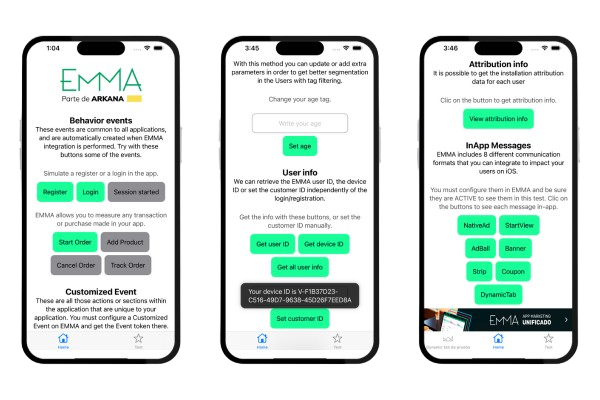 1:04
EMMA
Parte de ARKANA
Behavior events
These events are common to all applications,
and are automatically created when EMMA
integration is performed. Try with these
buttons some of the events.
Simulate a register or a login in the app.
Register Login Session started
EMMA allows you to measure any transaction
or purchase made in your app.
Start Order Add Product
Cancel Order Track Order
Customized Event
These are all those actions or sections within
the application that are unique to your
application. You must configure a Customized
Event on EMMA and get the Event token there.
Home Test
3:45
With this method you can update or add extra
parameters in order to get better segmentation
in the Users with tag filtering.
Change your age tag.
Write your age
Set age
User info
We can retrieve the EMMA user ID, the device
ID or set the customer ID independently of the
login/registration.
Get the info with these buttons, or set the
customer ID manually.
Get user ID Get device ID
Get all user info
Your device ID is V-F1B37D23-
C516-49D7-9638-45D26F7EED8A
Set customer ID
Home Test
3:46
Attribution info
It is possible to get the installation attribution
data for each user
Clic on the button to get attribution info.
View attribution info
InApp Messages
EMMA includes 8 different communication
formats that you can integrate to impact your
users on iOS.
You must configure them in EMMA and be sure
they are ACTIVE to see them in this test. Clic on
the buttons to see each message in-app.
NativeAd StartView
AdBall Banner
Strip Coupon
DynamicTab
EMMA APP MARKETING
UNIFICADO
Home Test